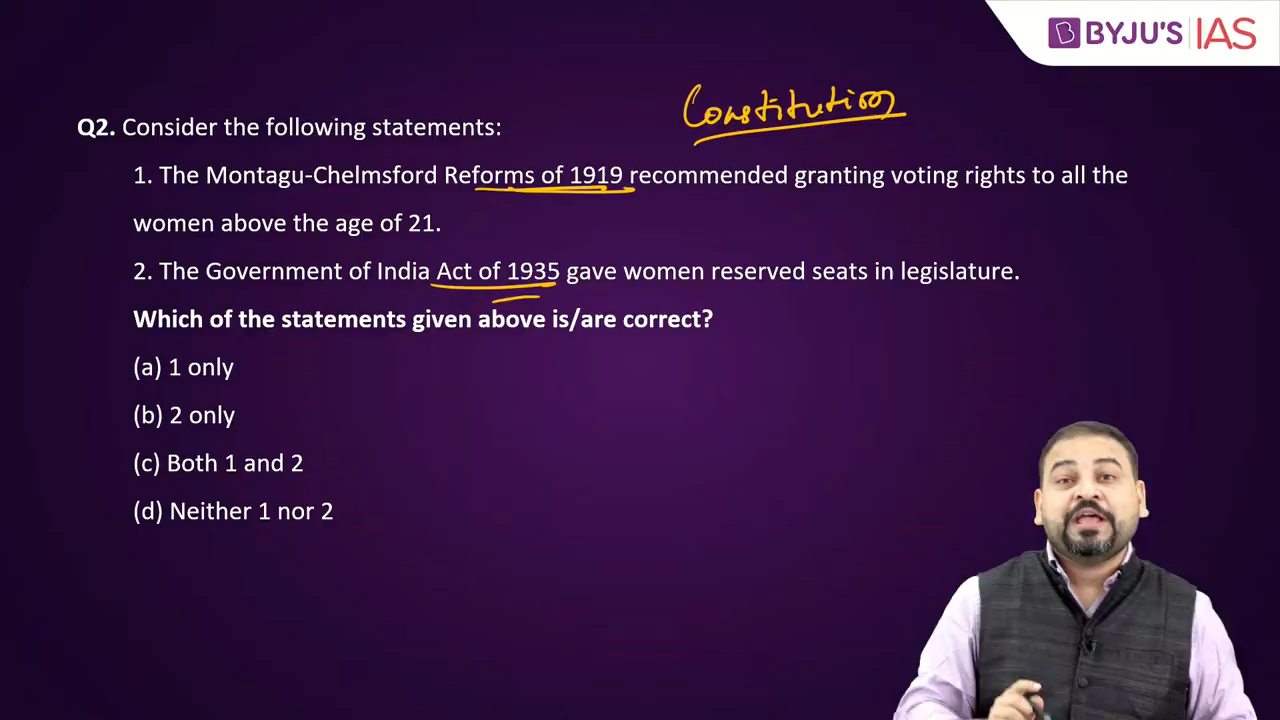 BYJU'S IAS
Constitution
Q2. Consider the following statements:
1. The Montagu-Chelmsford Reforms of 1919 recommended granting voting rights to all the
women above the age of 21.
2. The Government of India Act of 1935 gave women reserved seats in legislature.
Which of the statements given above is/are correct?
(a) 1 only
(b) 2 only
(c) Both 1 and 2
(d) Neither 1 nor 2